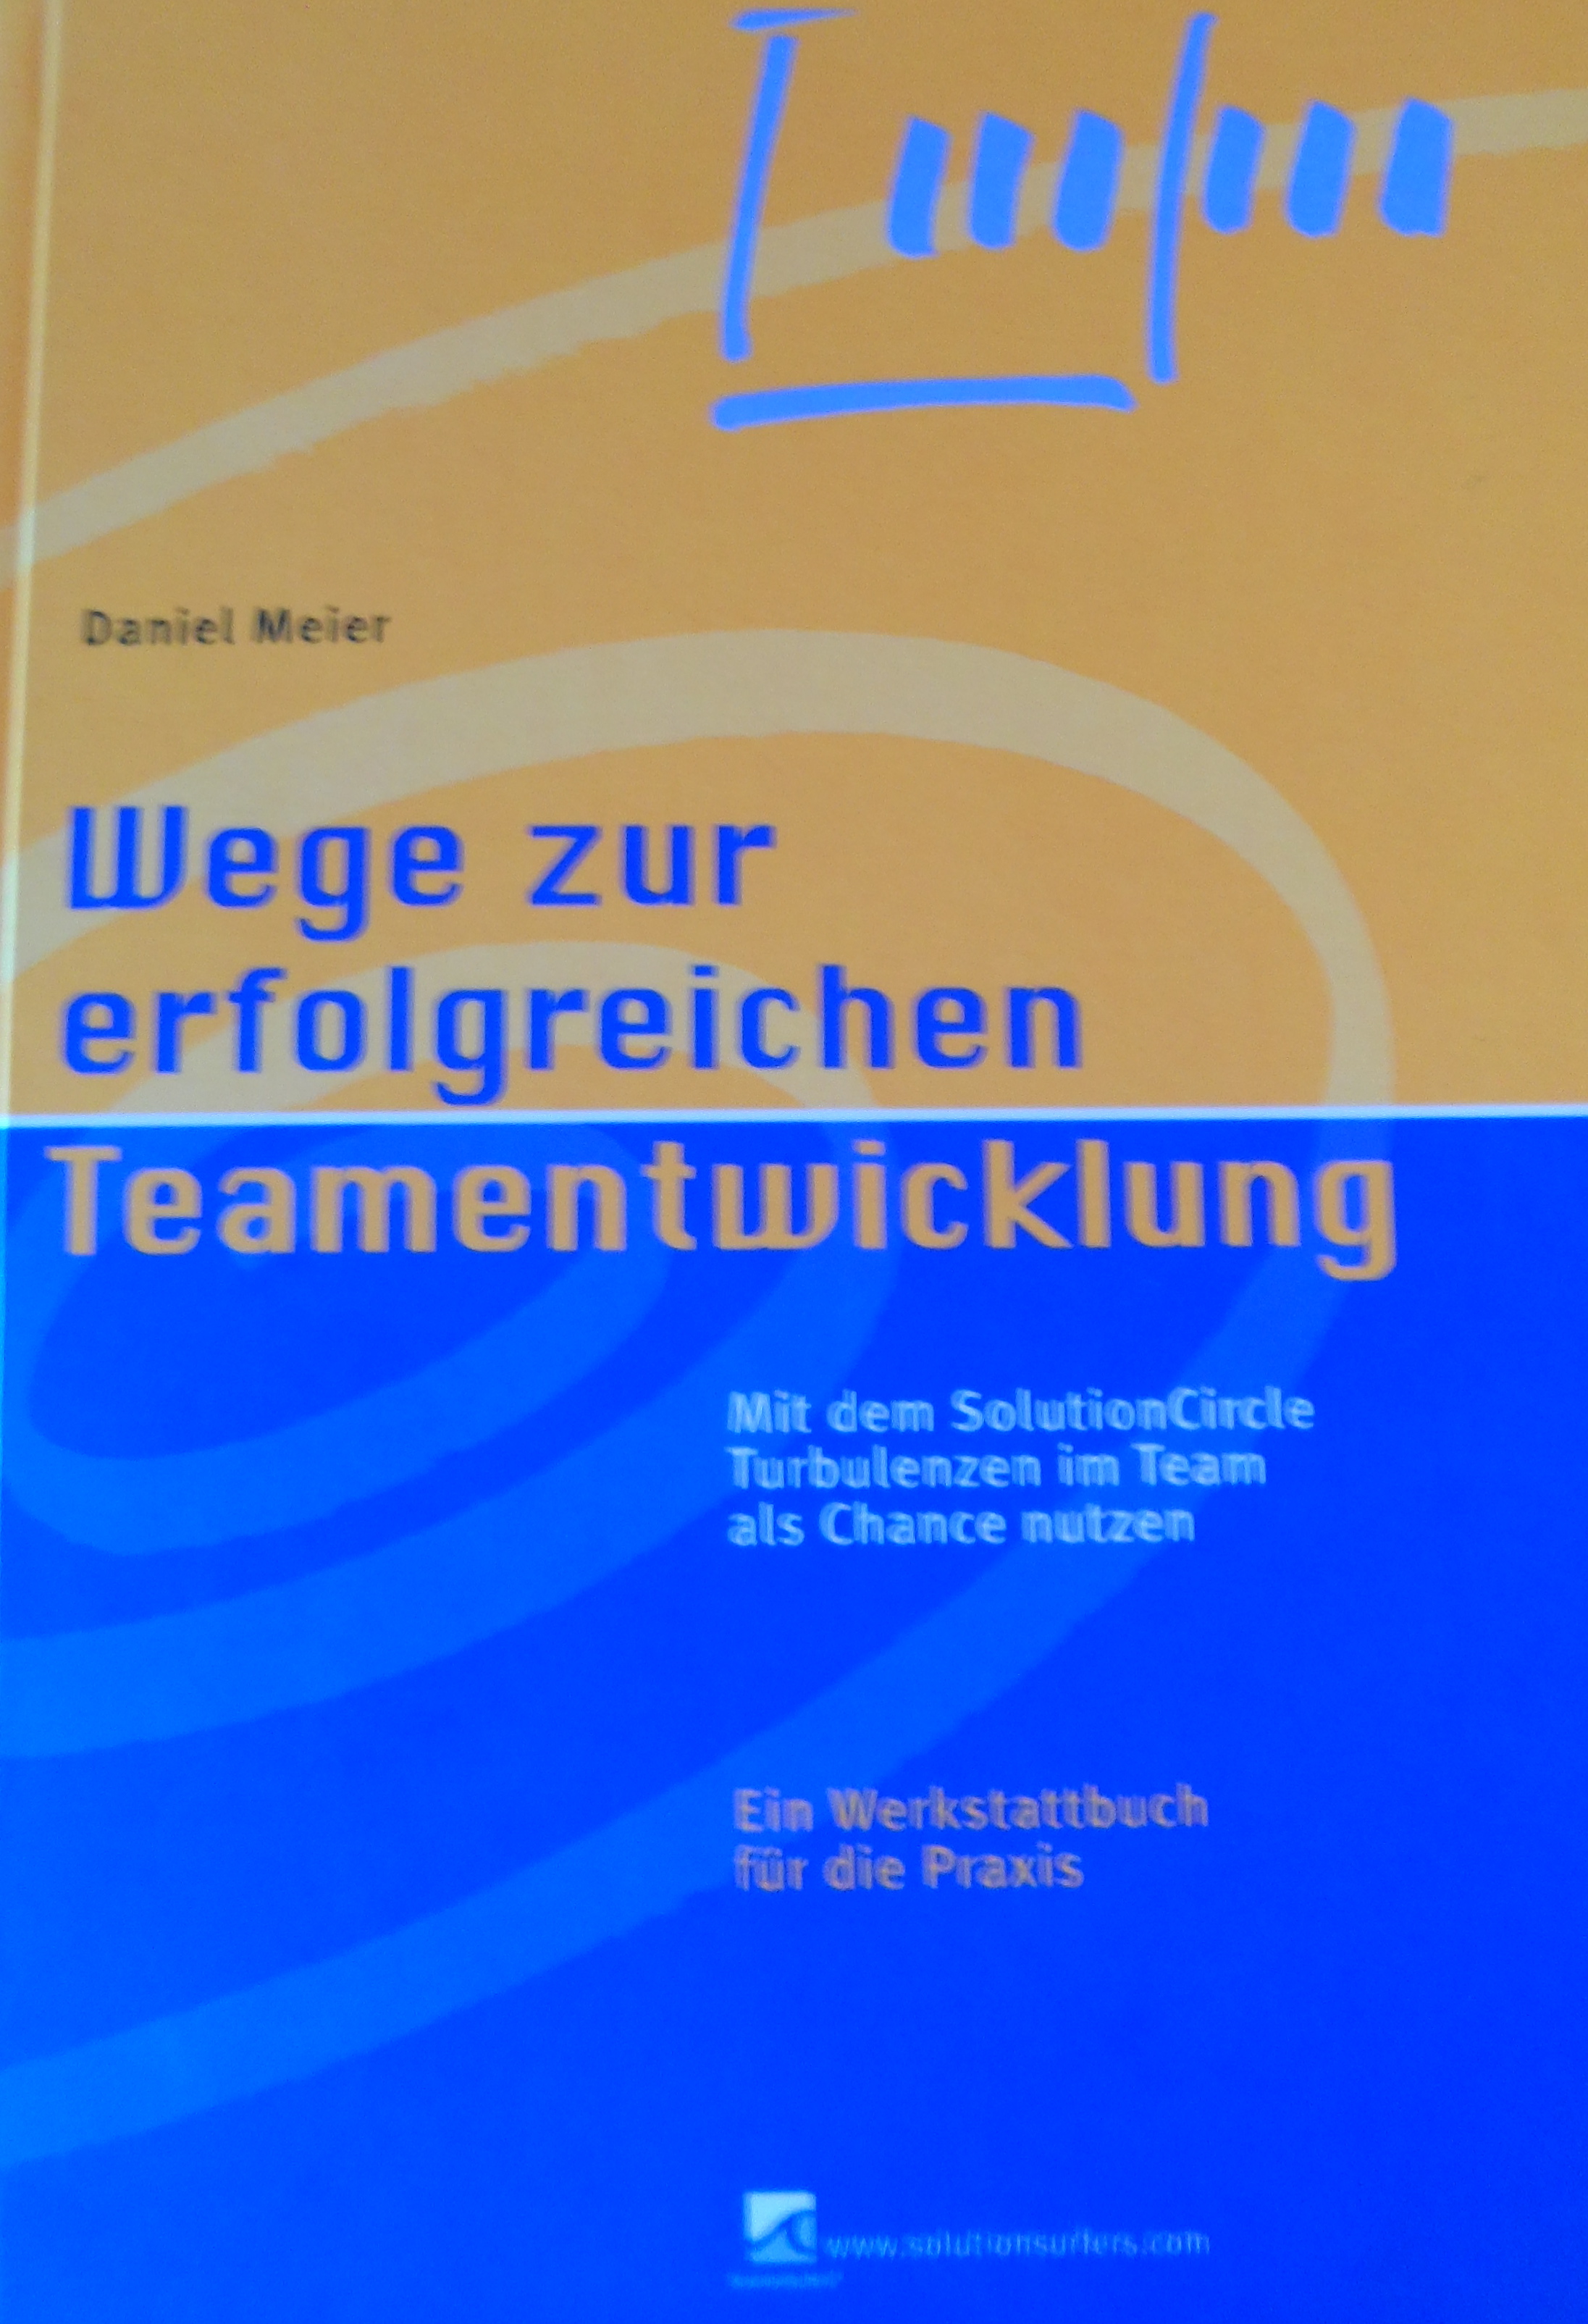 Daniel Meier
Wege zur
erfolgreichen
Teamentwicklung
Mit dem SolutionCircle
Turbulenzen im Team
als Chance nutzen
Ein Werkstattbuch
für die Praxis
www.solutionsurfers.com